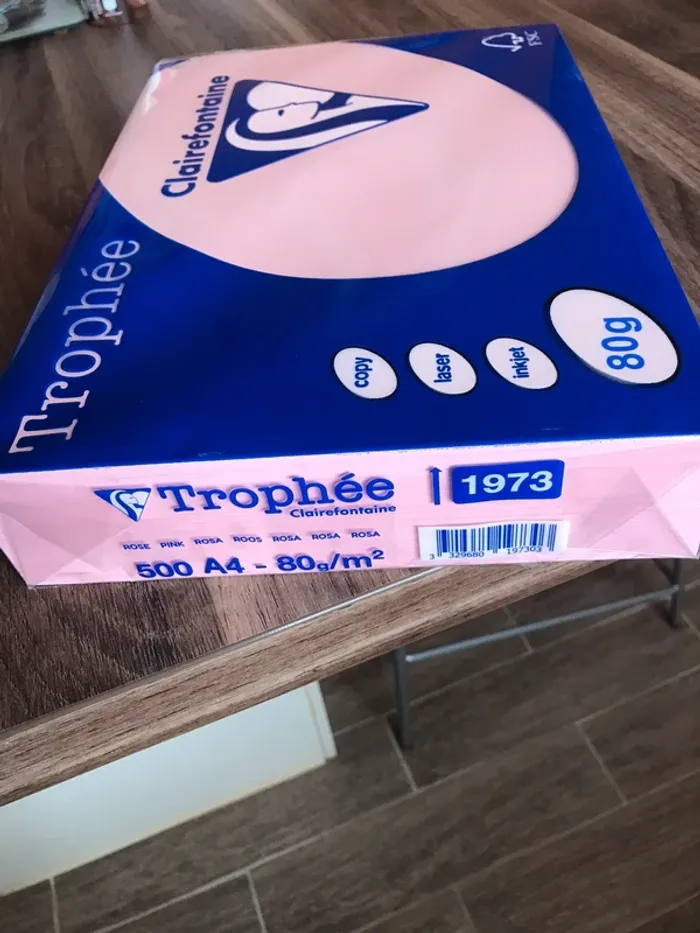 FSC
Clairefontaine
Trophée
copy
laser
inkjet
80g
Trophée
Clairefontaine
1973
ROSE PINK ROSA ROOS ROSA ROSA ROSA
500 A4 - 80g/m²
3 329680 197303